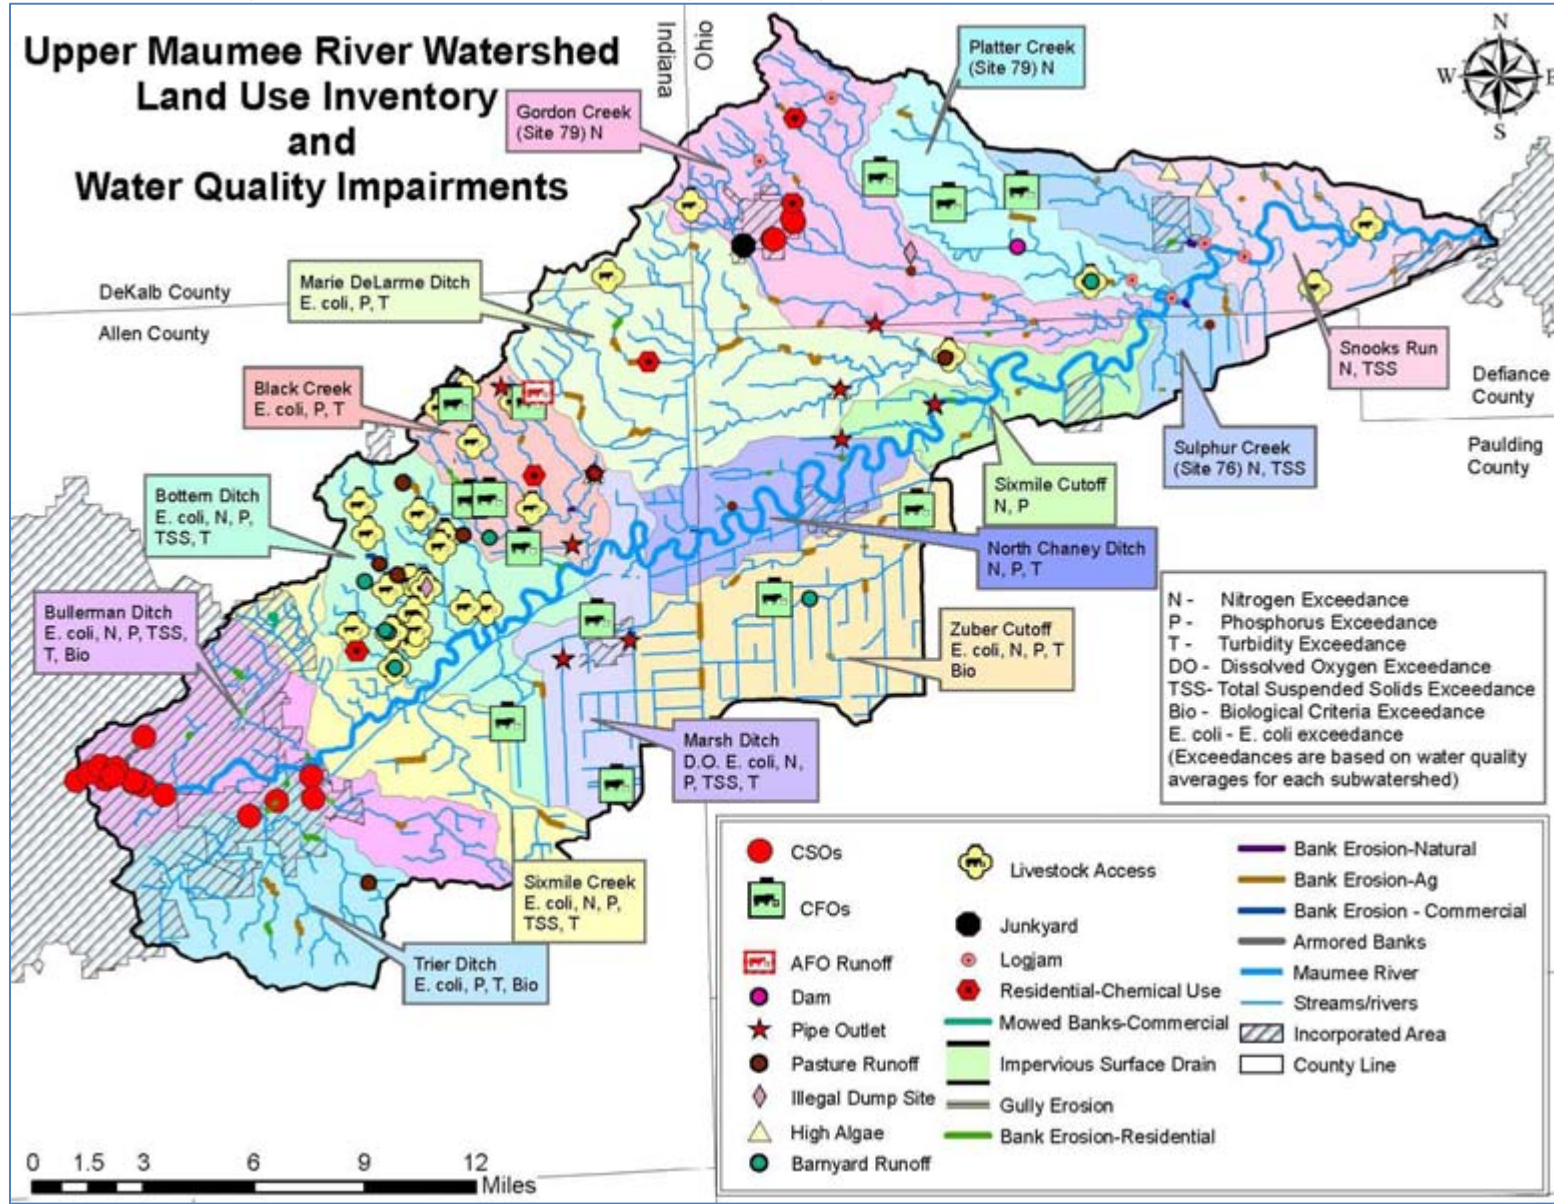 Upper Maumee River Watershed
Land Use Inventory
and
Water Quality Impairments
Indiana
Ohio
N
W
E
S
Platter Creek
(Site 79) N
Gordon Creek
(Site 79) N
Marie DeLarme Ditch
E. coli, P, T
DeKalb County
Allen County
Black Creek
E. coli, P, T
Snooks Run
N, TSS
Defiance
County
Paulding
County
Sulphur Creek
(Site 76) N, TSS
Sixmile Cutoff
N, P
Bottern Ditch
E. coli, N, P,
TSS, T
North Chaney Ditch
N, P, T
Bullerman Ditch
E. coli, N, P, TSS,
T, Bio
Zuber Cutoff
E. coli, N, P, T
Bio
Marsh Ditch
D.O. E. coli, N,
P, TSS, T
Sixmile Creek
E. coli, N, P,
TSS, T
Trier Ditch
E. coli, P, T, Bio
N - Nitrogen Exceedance
P - Phosphorus Exceedance
T - Turbidity Exceedance
DO - Dissolved Oxygen Exceedance
TSS- Total Suspended Solids Exceedance
Bio - Biological Criteria Exceedance
E. coli - E. coli exceedance
(Exceedances are based on water quality
averages for each subwatershed)
CSOs
CFOs
AFO Runoff
Dam
Pipe Outlet
Pasture Runoff
Illegal Dump Site
High Algae
Barnyard Runoff
Livestock Access
Junkyard
Logjam
Residential-Chemical Use
Mowed Banks-Commercial
Impervious Surface Drain
Gully Erosion
Bank Erosion-Residential
Bank Erosion-Natural
Bank Erosion-Ag
Bank Erosion - Commercial
Armored Banks
Maumee River
Streams/rivers
Incorporated Area
County Line
0 1.5 3 6 9 12
Miles